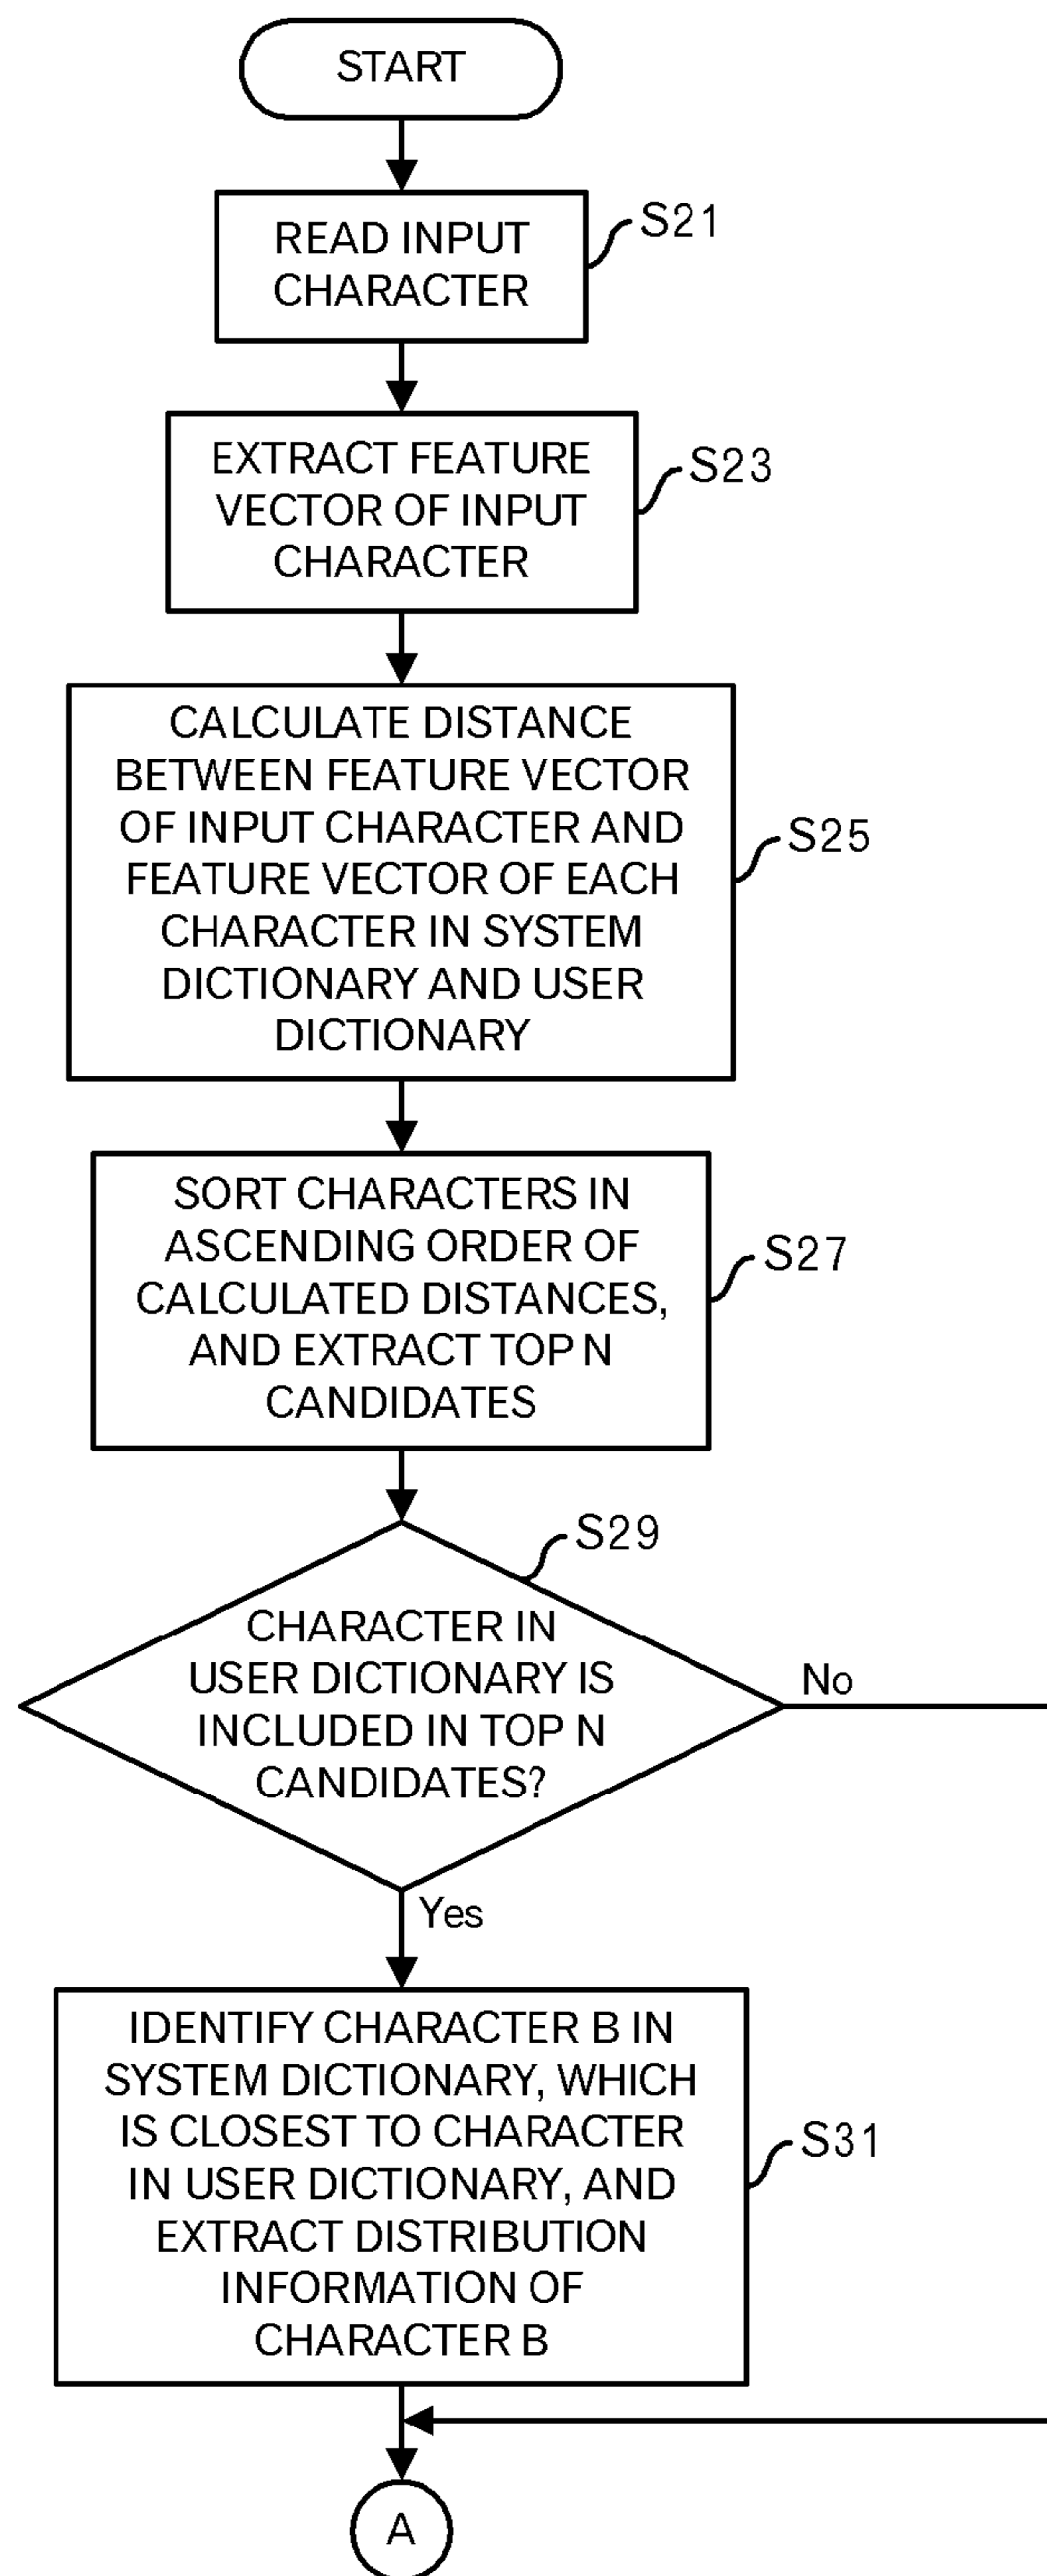 START
READ INPUT
CHARACTER
S21
EXTRACT FEATURE
VECTOR OF INPUT
CHARACTER
S23
CALCULATE DISTANCE
BETWEEN FEATURE VECTOR
OF INPUT CHARACTER AND
FEATURE VECTOR OF EACH
CHARACTER IN SYSTEM
DICTIONARY AND USER
DICTIONARY
S25
SORT CHARACTERS IN
ASCENDING ORDER OF
CALCULATED DISTANCES,
AND EXTRACT TOP N
CANDIDATES
S27
S29
CHARACTER IN
USER DICTIONARY IS
INCLUDED IN TOP N
CANDIDATES?
No
Yes
IDENTIFY CHARACTER B IN
SYSTEM DICTIONARY, WHICH
IS CLOSEST TO CHARACTER
IN USER DICTIONARY, AND
EXTRACT DISTRIBUTION
INFORMATION OF
CHARACTER B
S31
A